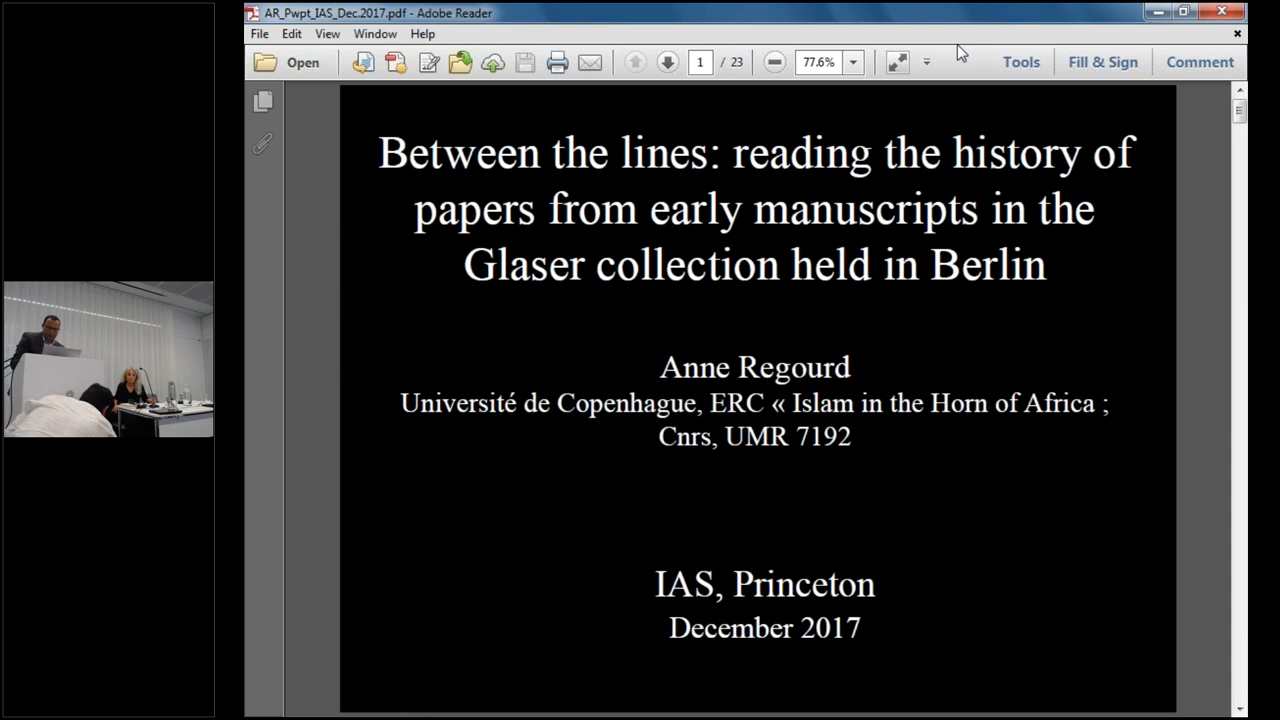 AR_Pwpt_IAS_Dec.2017.pdf - Adobe Reader
File Edit View Window Help
Open 1 / 23 77.6% Tools Fill & Sign Comment
Between the lines: reading the history of
papers from early manuscripts in the
Glaser collection held in Berlin
Anne Regourd
Université de Copenhague, ERC « Islam in the Horn of Africa ;
Cnrs, UMR 7192
IAS, Princeton
December 2017